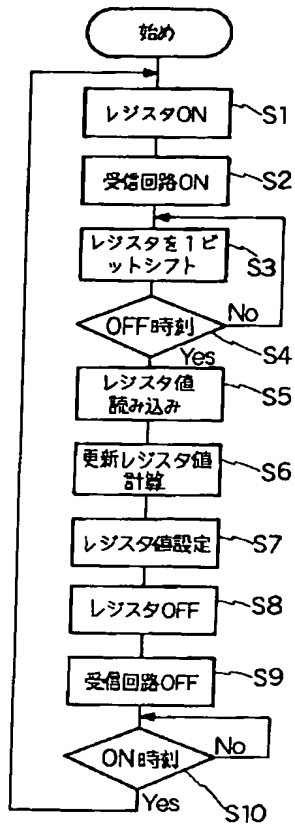 始め
レジスタON
S1
受信回路ON
S2
レジスタを1ビ
ットシフト
S3
OFF時刻
No
S4
Yes
レジスタ値
読み込み
S5
更新レジスタ値
計算
S6
レジスタ値設定
S7
レジスタOFF
S8
受信回路OFF
S9
ON時刻
No
Yes
S10